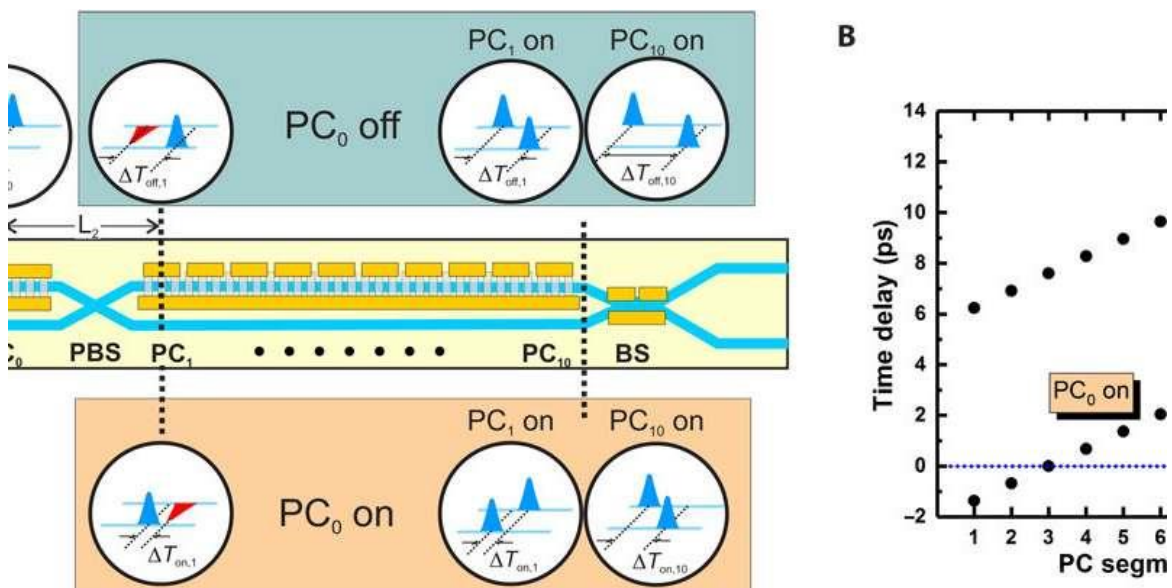 PC₁ on PC₁₀ on
PC₀ off
ΔT_off,1 ΔT_off,1 ΔT_off,10
L₂
PBS PC₁ PC₁₀ BS
PC₁ on PC₁₀ on
PC₀ on
ΔT_on,1 ΔT_on,1 ΔT_on,10
B
Time delay (ps)
14
12
10
8
6
4
2
0
−2
PC₀ on
1 2 3 4 5 6
PC segm